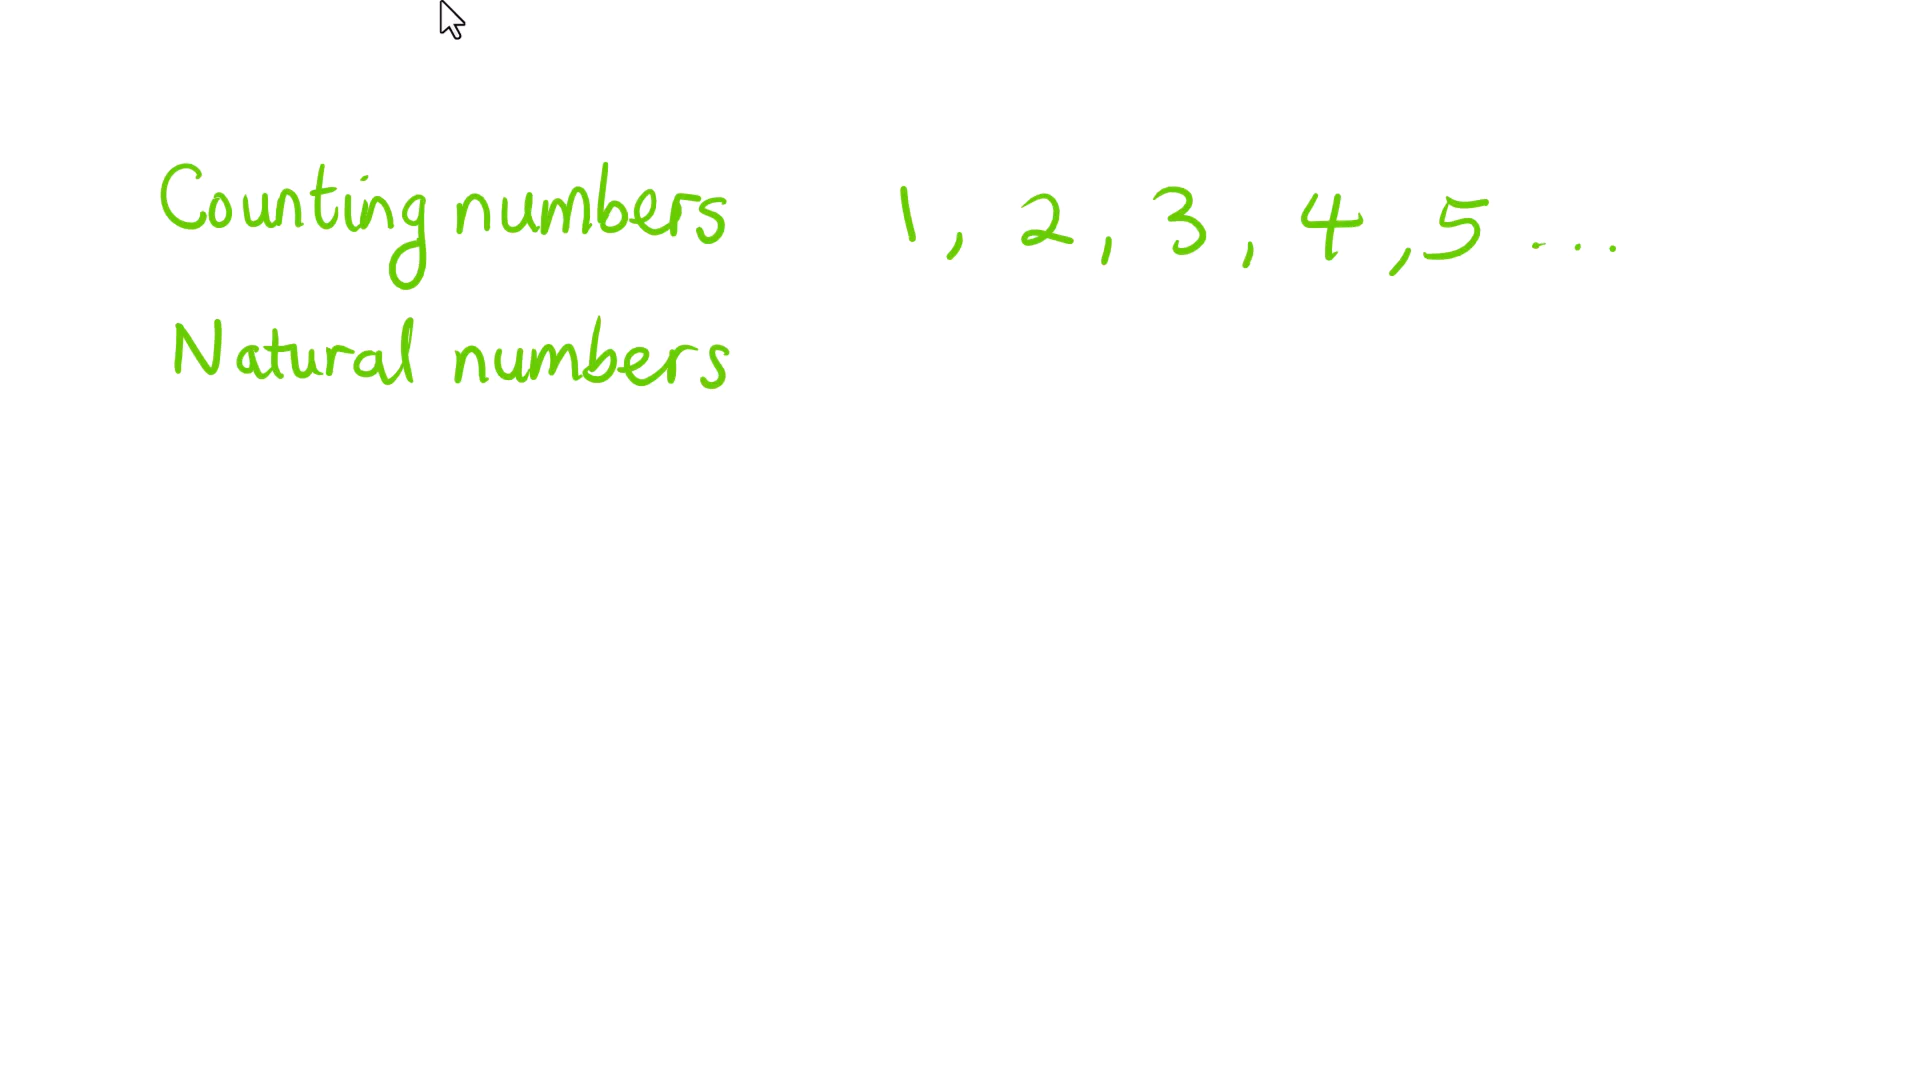 Counting numbers 1, 2, 3, 4, 5 ...
Natural numbers